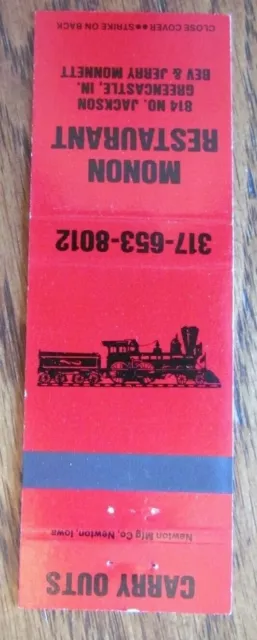 CARRY OUTS
Newton Mfg Co, Newton, Iowa
317-653-8012
MONON
RESTAURANT
814 NO. JACKSON
GREENCASTLE, IN.
BEV & JERRY MONNETT
CLOSE COVER●●STRIKE ON BACK